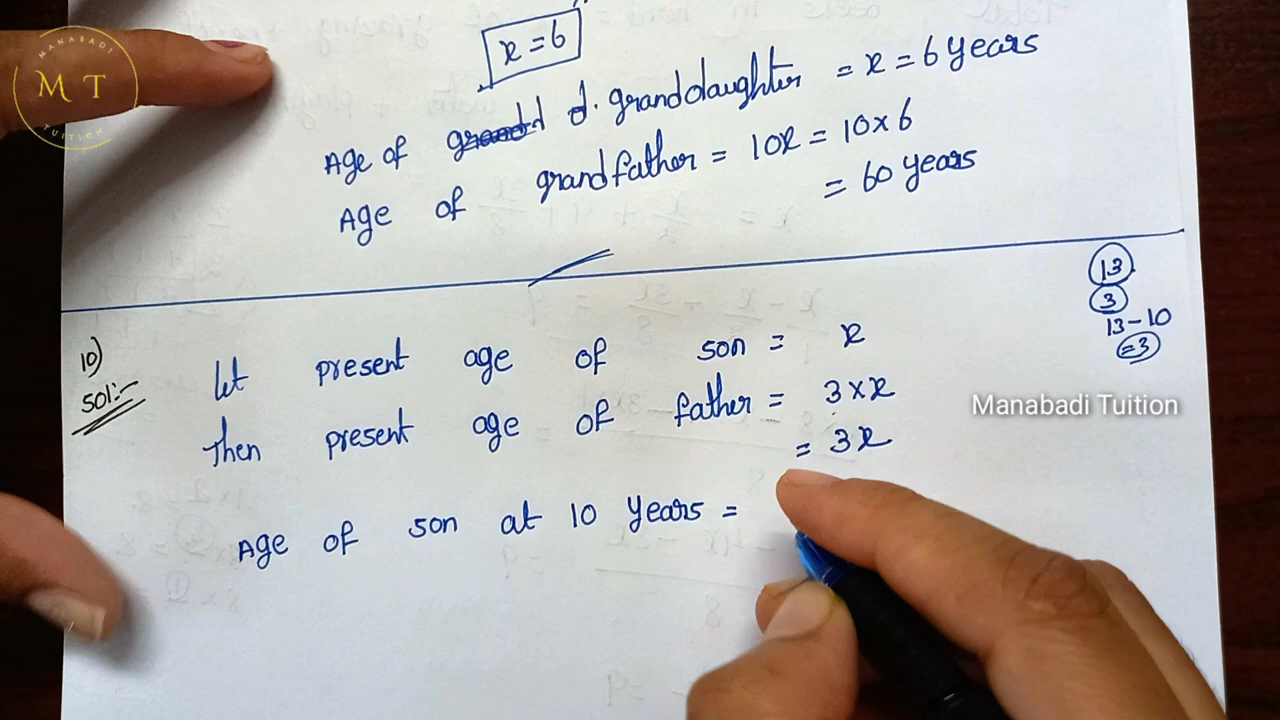 MANABADI
M T
TUITION
x = 6
Age of d. granddaughter = x = 6 years
Age of grandfather = 10x = 10 x 6
= 60 years
13
3
13-10
=3
10)
Sol:-
Let present age of son = x
Then present age of father = 3 x x
= 3x
Manabadi Tuition
Age of son at 10 years =